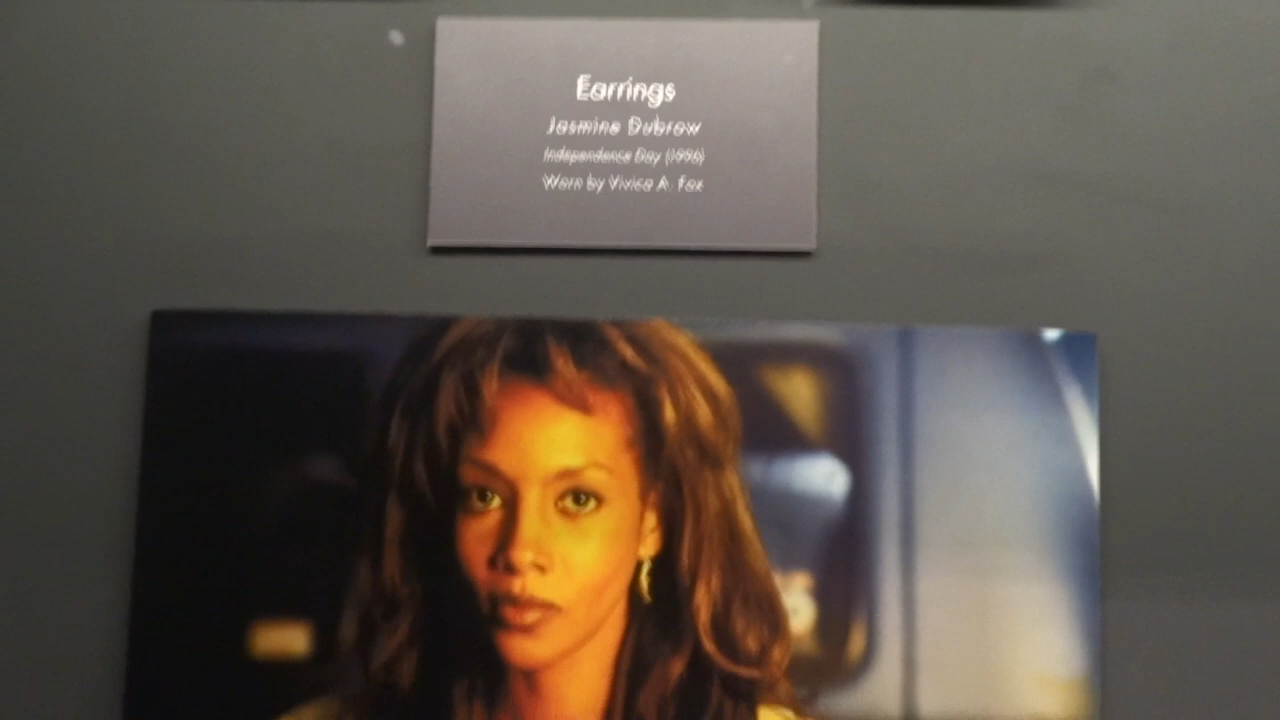 Earrings
Jasmine Dubrow
Independence Day (1996)
Worn by Vivica A. Fox